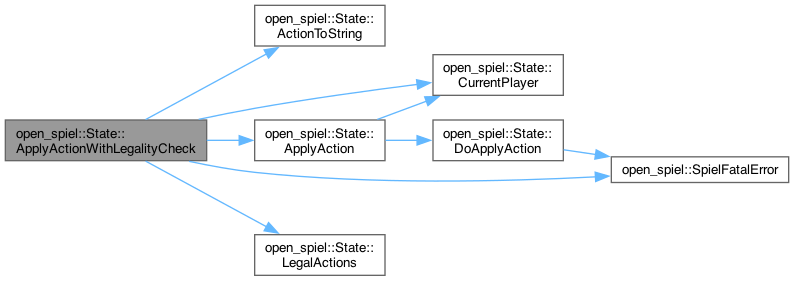 open_spiel::State::
ActionToString
open_spiel::State::
CurrentPlayer
open_spiel::State::
ApplyActionWithLegalityCheck
open_spiel::State::
ApplyAction
open_spiel::State::
DoApplyAction
open_spiel::SpielFatalError
open_spiel::State::
LegalActions